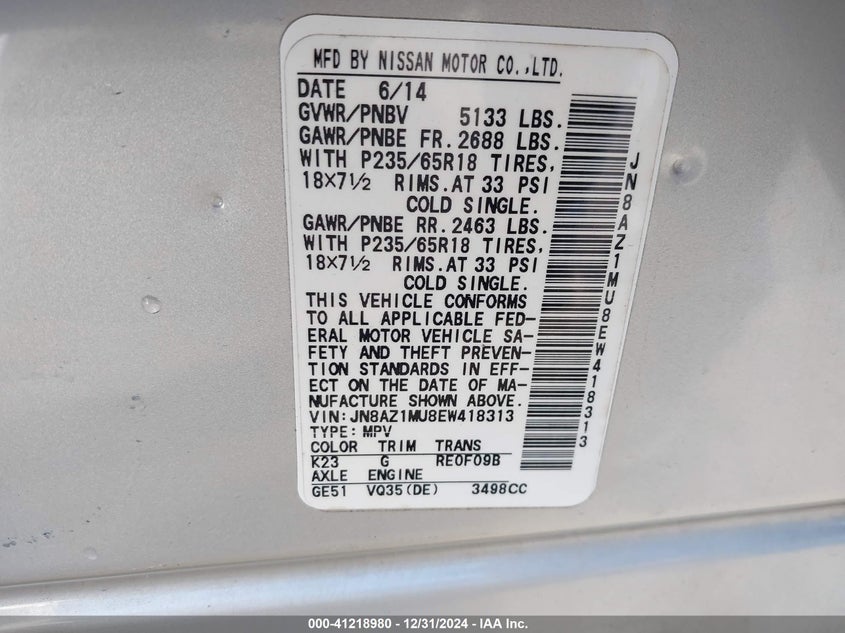 MFD BY NISSAN MOTOR CO.,LTD.
DATE 6/14
GVWR/PNBV 5133 LBS.
GAWR/PNBE FR.2688 LBS.
WITH P235/65R18 TIRES,
18×7½ RIMS.AT 33 PSI
COLD SINGLE.
GAWR/PNBE RR.2463 LBS.
WITH P235/65R18 TIRES,
18×7½ RIMS.AT 33 PSI
COLD SINGLE.
THIS VEHICLE CONFORMS
TO ALL APPLICABLE FED-
ERAL MOTOR VEHICLE SA-
FETY AND THEFT PREVEN-
TION STANDARDS IN EFF-
ECT ON THE DATE OF MA-
NUFACTURE SHOWN ABOVE.
VIN:JN8AZ1MU8EW418313
TYPE:MPV
COLOR TRIM TRANS
K23 G RE0F09B
AXLE ENGINE
GE51 VQ35(DE) 3498CC
JN8AZ1MU8EW418313
000-41218980 - 12/31/2024 - IAA Inc.